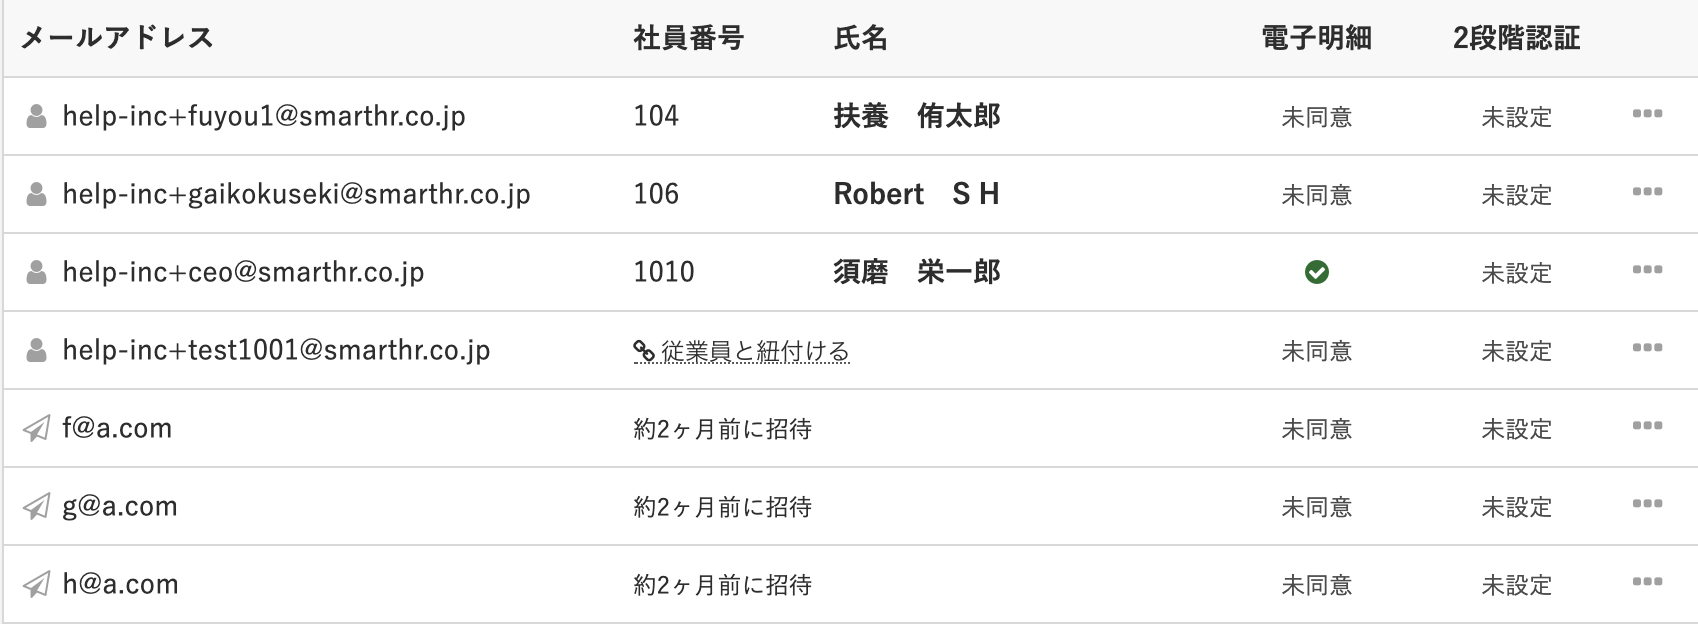 メールアドレス 社員番号 氏名 電子明細 2段階認証
help-inc+fuyou1@smarthr.co.jp 104 扶養　侑太郎 未同意 未設定
help-inc+gaikokuseki@smarthr.co.jp 106 Robert　S H 未同意 未設定
help-inc+ceo@smarthr.co.jp 1010 須磨　栄一郎 未設定
help-inc+test1001@smarthr.co.jp 従業員と紐付ける 未同意 未設定
f@a.com 約2ヶ月前に招待 未同意 未設定
g@a.com 約2ヶ月前に招待 未同意 未設定
h@a.com 約2ヶ月前に招待 未同意 未設定